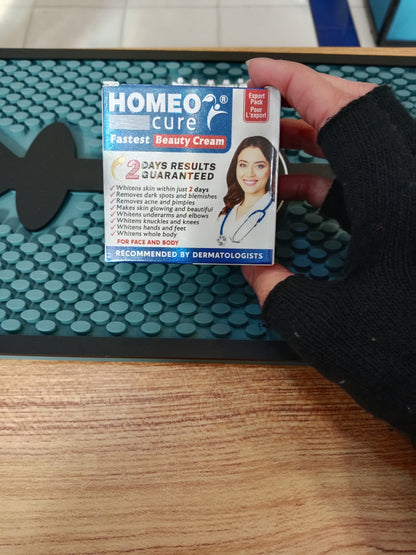 HOMEO ®
cure
Fastest Beauty Cream
Export
Pack
Pour
L'export
2 DAYS RESULTS
GUARANTEED
Whitens skin within just 2 days
Removes dark spots and blemishes
Removes acne and pimples
Makes skin glowing and beautiful
Whitens underarms and elbows
Whitens knuckles and knees
Whitens hands and feet
Whitens whole body
FOR FACE AND BODY
RECOMMENDED BY DERMATOLOGISTS